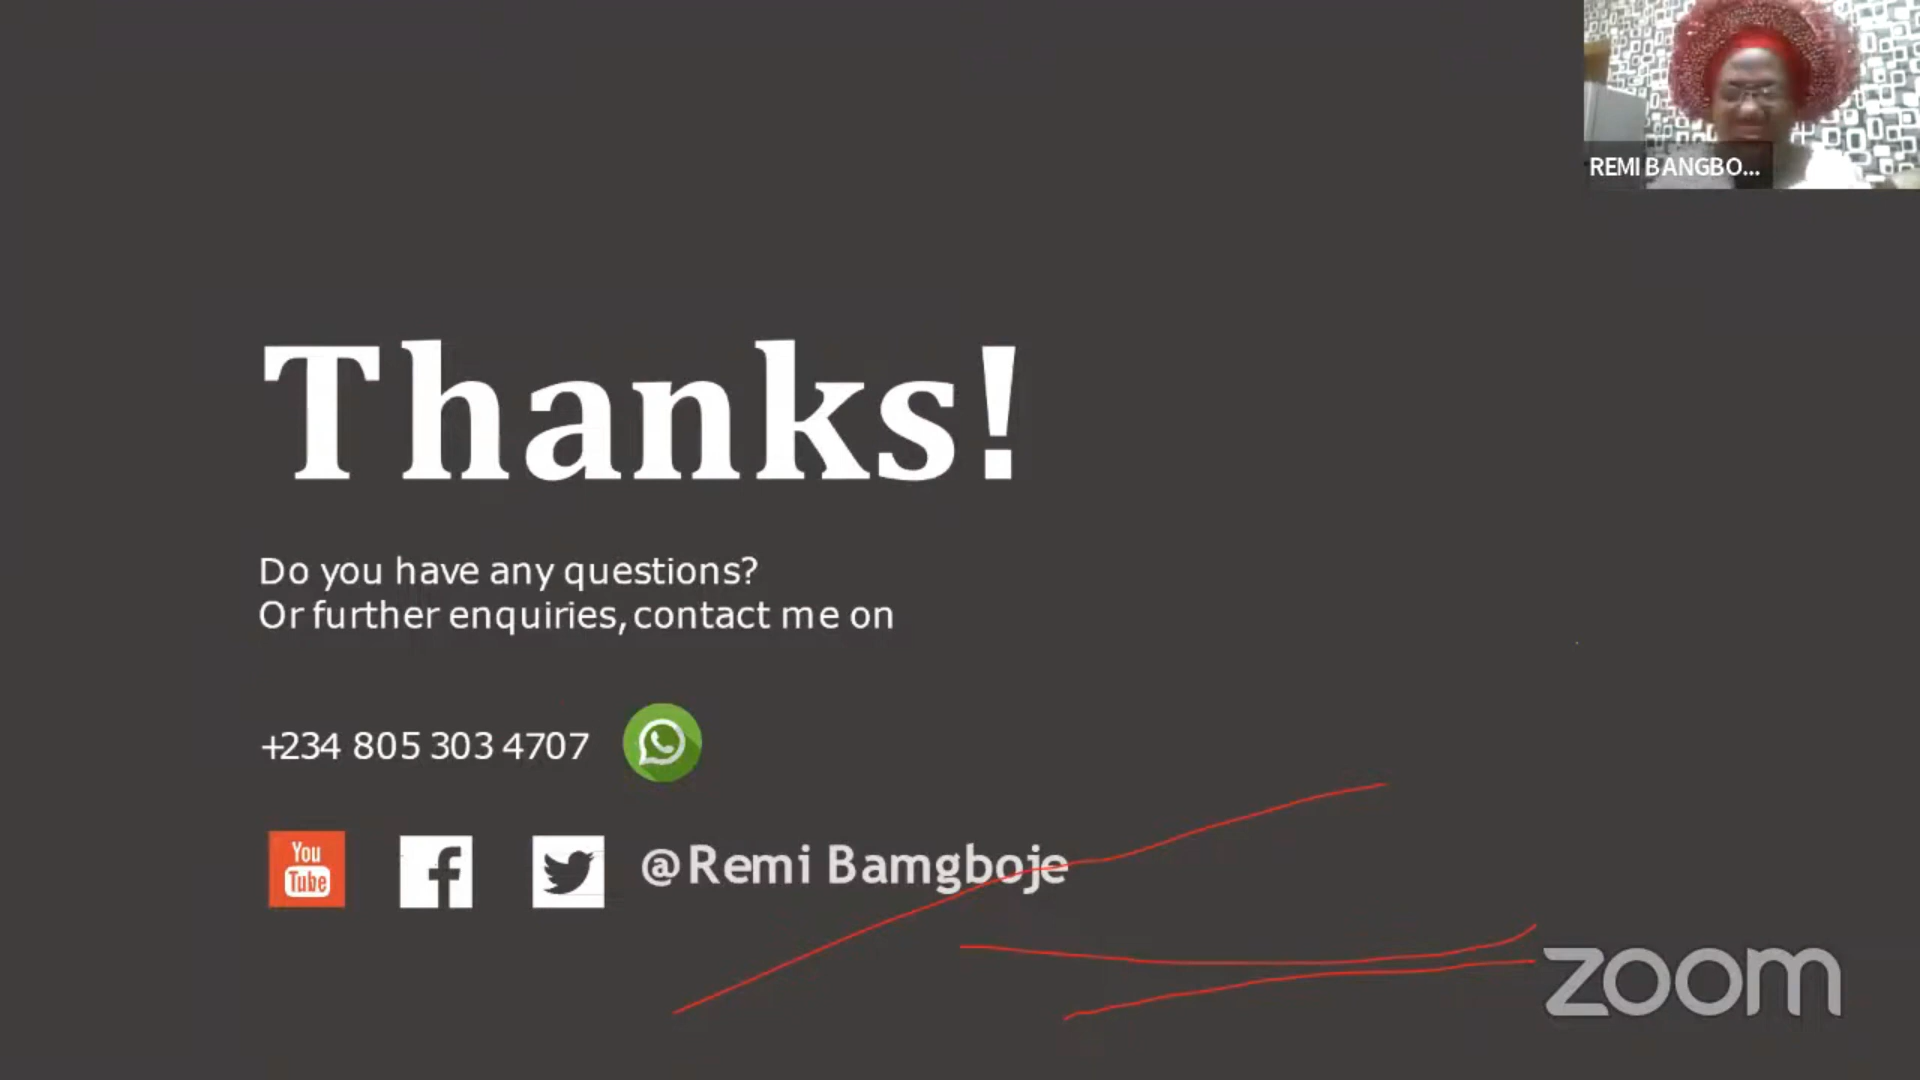 REMI BANGBO...
Thanks!
Do you have any questions?
Or further enquiries, contact me on
+234 805 303 4707
You
Tube
@Remi Bamgboje
zoom